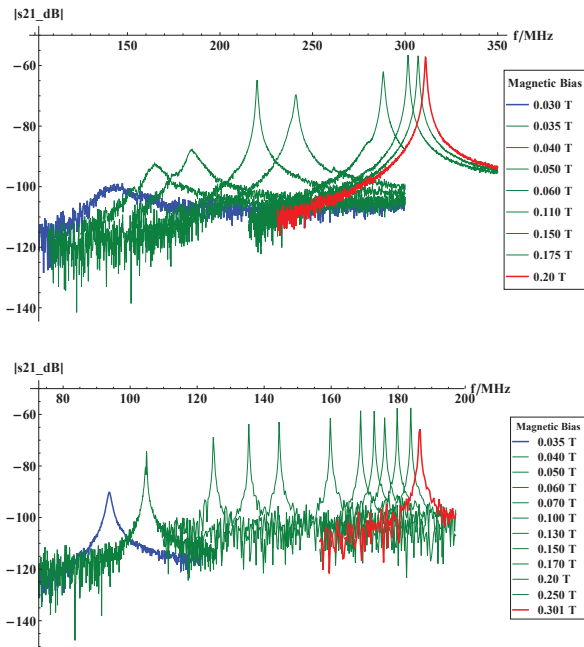 |s21_dB|
f/MHz
150 200 250 300 350
−60
−80
−100
−120
−140
Magnetic Bias
0.030 T
0.035 T
0.040 T
0.050 T
0.060 T
0.110 T
0.150 T
0.175 T
0.20 T
|s21_dB|
f/MHz
80 100 120 140 160 180 200
−60
−80
−100
−120
−140
Magnetic Bias
0.035 T
0.040 T
0.050 T
0.060 T
0.070 T
0.100 T
0.130 T
0.150 T
0.170 T
0.20 T
0.250 T
0.301 T